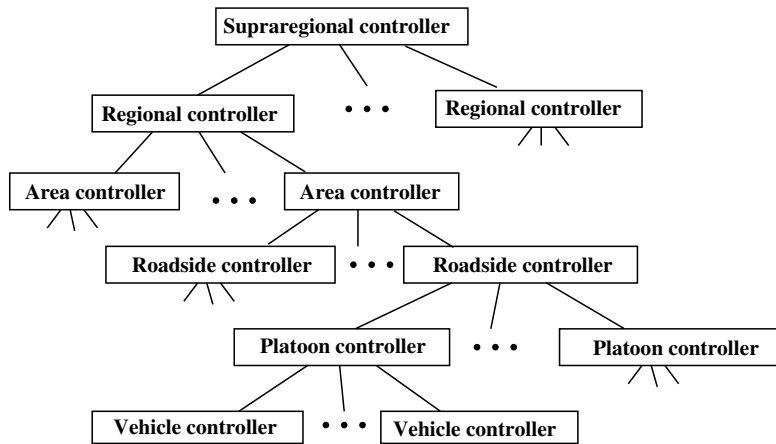 Supraregional controller
Regional controller
Regional controller
Area controller
Area controller
Roadside controller
Roadside controller
Platoon controller
Platoon controller
Vehicle controller
Vehicle controller